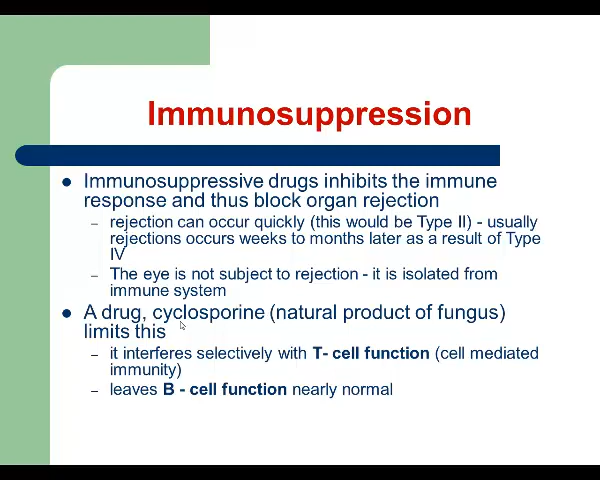 Immunosuppression
Immunosuppressive drugs inhibits the immune
response and thus block organ rejection
– rejection can occur quickly (this would be Type II) - usually
rejections occurs weeks to months later as a result of Type
IV
– The eye is not subject to rejection - it is isolated from
immune system
A drug, cyclosporine (natural product of fungus)
limits this
– it interferes selectively with T- cell function (cell mediated
immunity)
– leaves B - cell function nearly normal